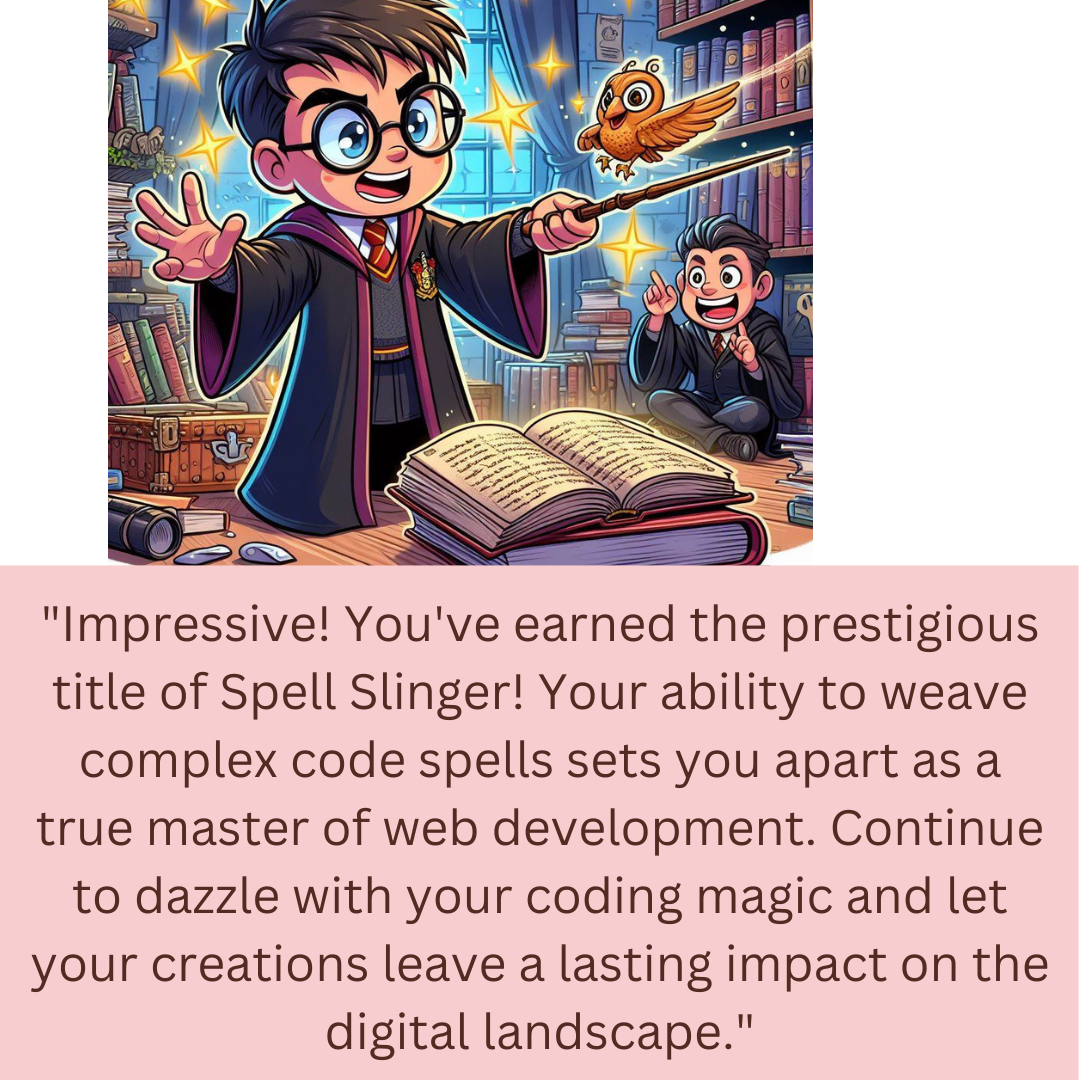 "Impressive! You've earned the prestigious
title of Spell Slinger! Your ability to weave
complex code spells sets you apart as a
true master of web development. Continue
to dazzle with your coding magic and let
your creations leave a lasting impact on the
digital landscape."